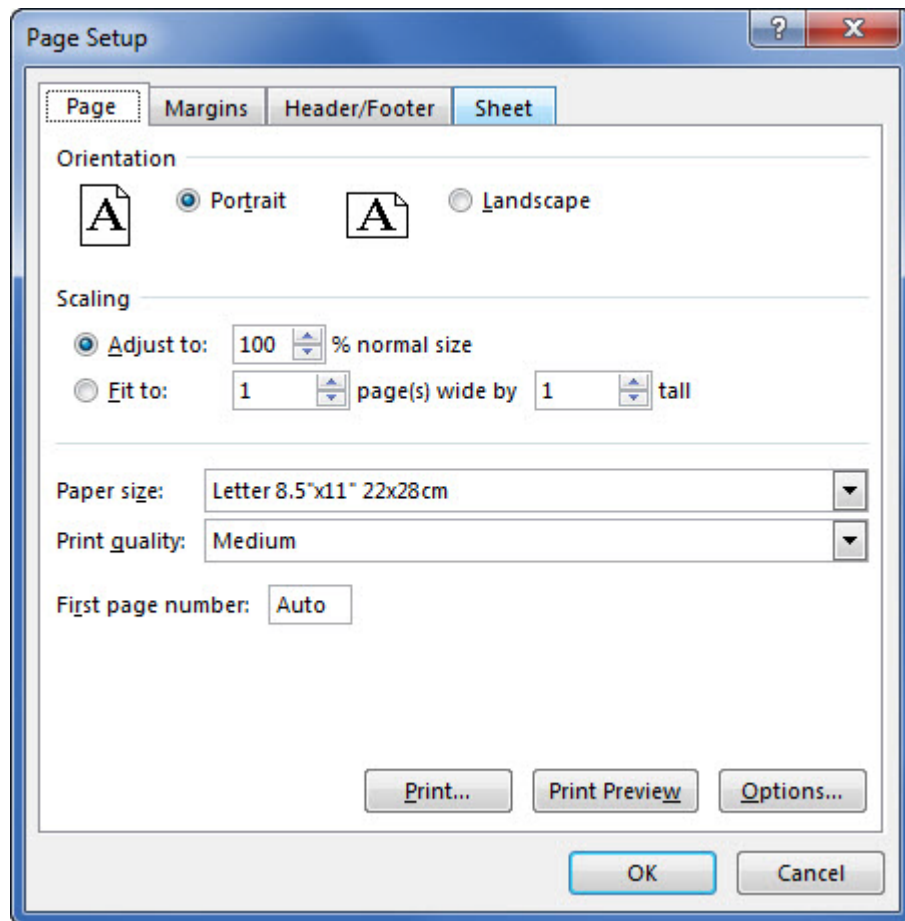 Page Setup ? X
Page Margins Header/Footer Sheet
Orientation
A Portrait A Landscape
Scaling
Adjust to: 100 % normal size
Fit to: 1 page(s) wide by 1 tall
Paper size: Letter 8.5"x11" 22x28cm
Print quality: Medium
First page number: Auto
Print... Print Preview Options...
OK Cancel